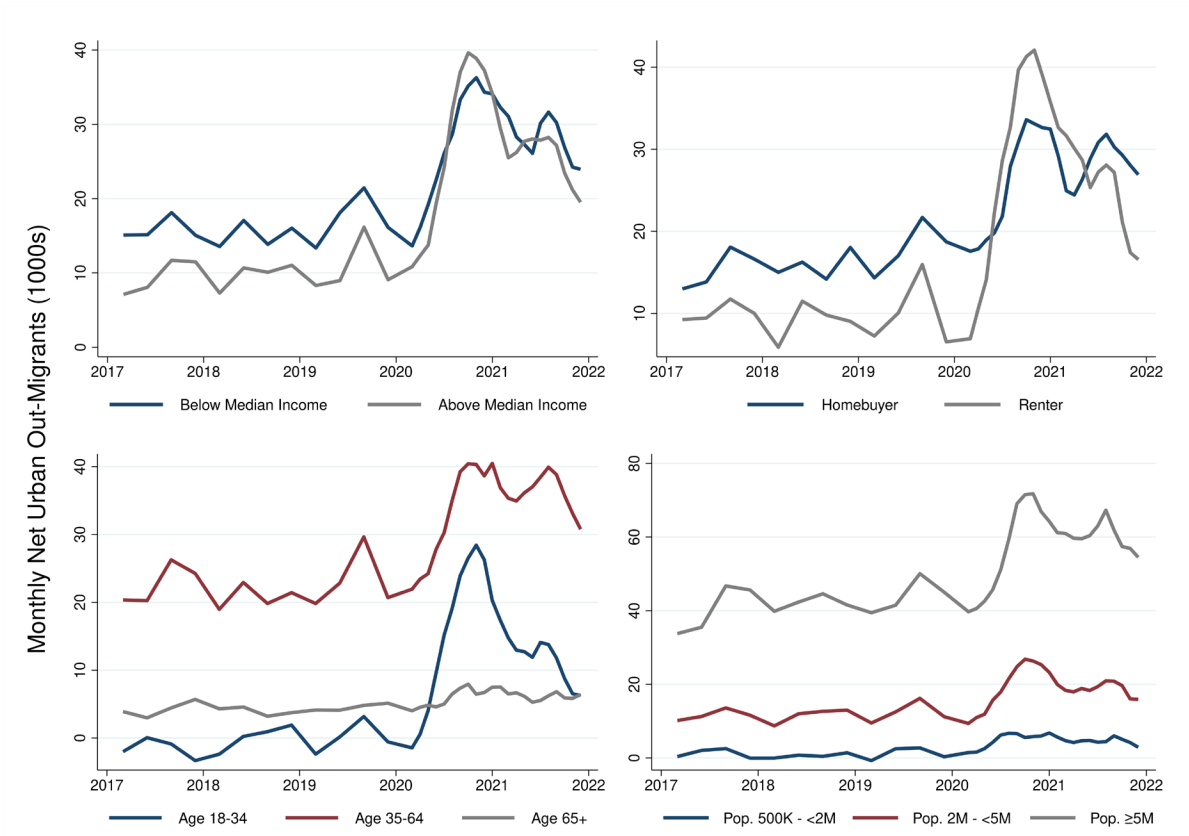 Monthly Net Urban Out-Migrants (1000s)
40
30
20
10
0
2017 2018 2019 2020 2021 2022
Below Median Income Above Median Income
40
30
20
10
2017 2018 2019 2020 2021 2022
Homebuyer Renter
40
30
20
10
0
2017 2018 2019 2020 2021 2022
Age 18-34 Age 35-64 Age 65+
80
60
40
20
0
2017 2018 2019 2020 2021 2022
Pop. 500K - <2M Pop. 2M - <5M Pop. ≥5M